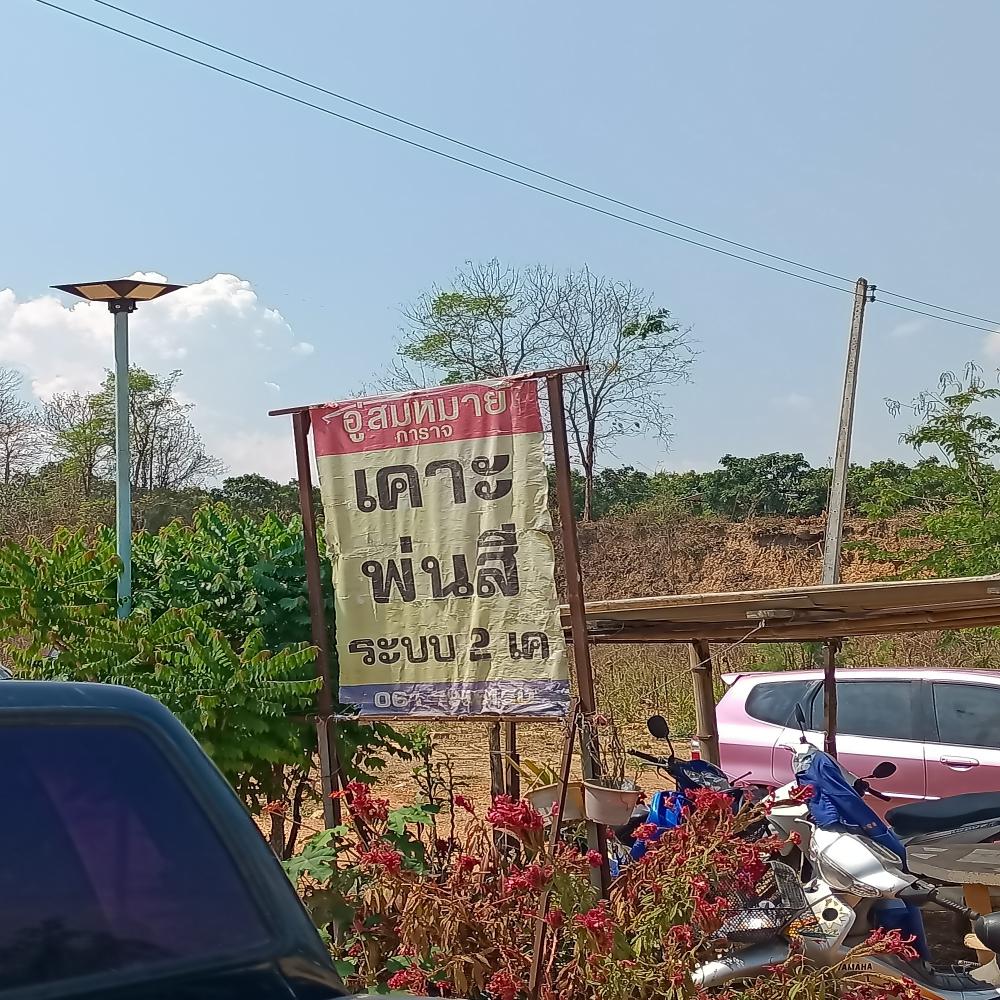 อู่สมหมาย
การาจ
เคาะ
พ่นสี
ระบบ 2 เค
YAMAHA